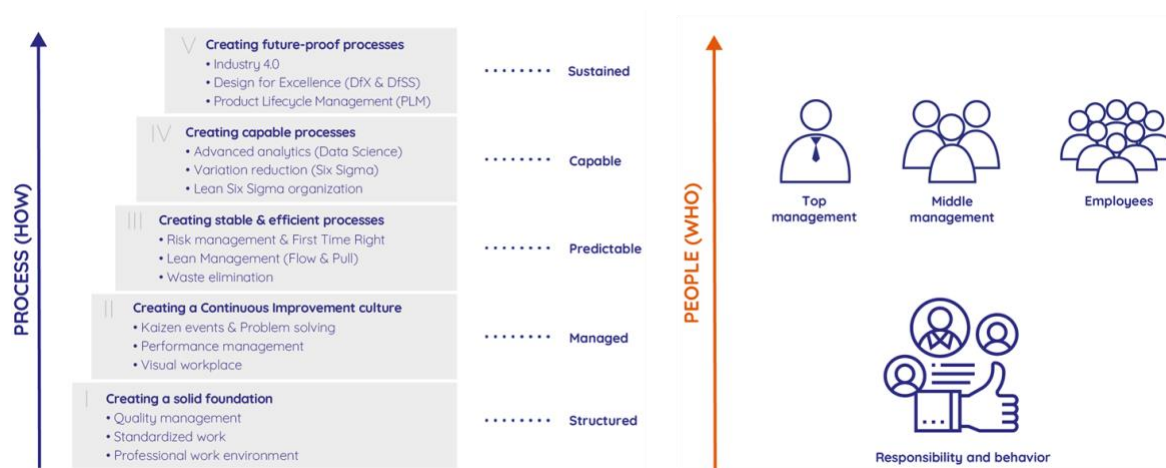 PROCESS (HOW)
V Creating future-proof processes
• Industry 4.0
• Design for Excellence (DfX & DfSS)
• Product Lifecycle Management (PLM)
Sustained
IV Creating capable processes
• Advanced analytics (Data Science)
• Variation reduction (Six Sigma)
• Lean Six Sigma organization
Capable
III Creating stable & efficient processes
• Risk management & First Time Right
• Lean Management (Flow & Pull)
• Waste elimination
Predictable
II Creating a Continuous Improvement culture
• Kaizen events & Problem solving
• Performance management
• Visual workplace
Managed
I Creating a solid foundation
• Quality management
• Standardized work
• Professional work environment
Structured
PEOPLE (WHO)
Top
management
Middle
management
Employees
Responsibility and behavior